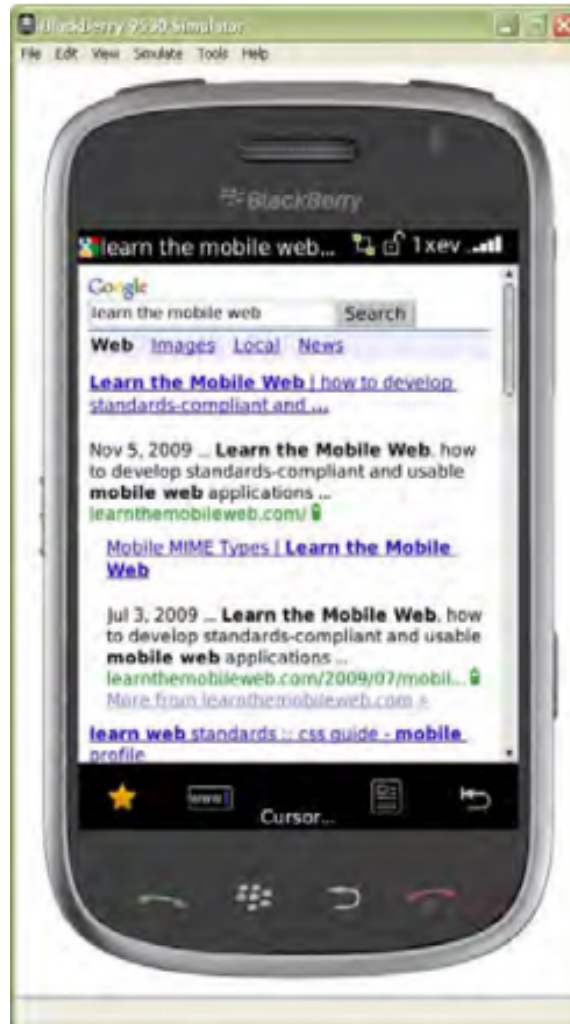 BlackBerry 9530 Simulator
File Edit View Simulate Tools Help
BlackBerry
learn the mobile web... 1xev
Google
learn the mobile web Search
Web Images Local News
Learn the Mobile Web | how to develop
standards-compliant and ...
Nov 5, 2009 ... Learn the Mobile Web. how
to develop standards-compliant and usable
mobile web applications ...
learnthemobileweb.com/
Mobile MIME Types | Learn the Mobile
Web
Jul 3, 2009 ... Learn the Mobile Web. how
to develop standards-compliant and usable
mobile web applications ...
learnthemobileweb.com/2009/07/mobil...
More from learnthemobileweb.com »
learn web standards :: css guide - mobile
profile
www
Cursor...